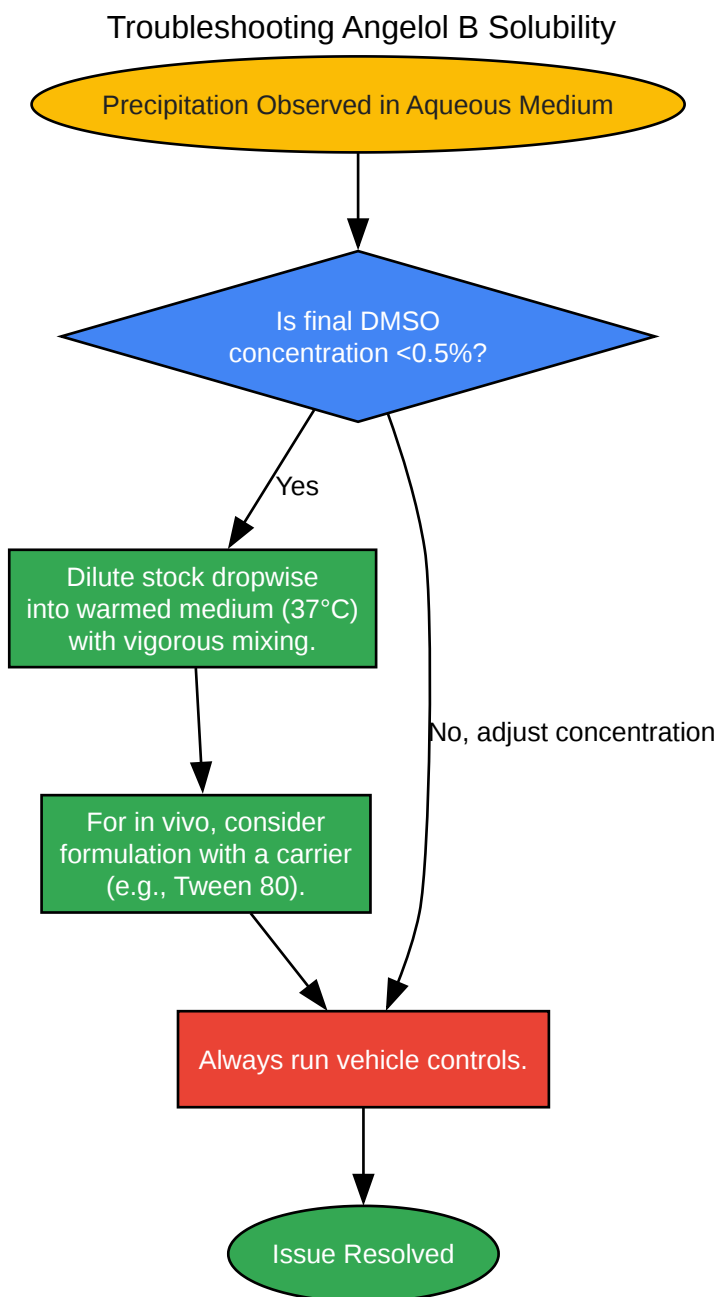 Troubleshooting Angelol B Solubility
Precipitation Observed in Aqueous Medium
Is final DMSO
concentration <0.5%?
Yes
Dilute stock dropwise
into warmed medium (37°C)
with vigorous mixing.
No, adjust concentration
For in vivo, consider
formulation with a carrier
(e.g., Tween 80).
Always run vehicle controls.
Issue Resolved